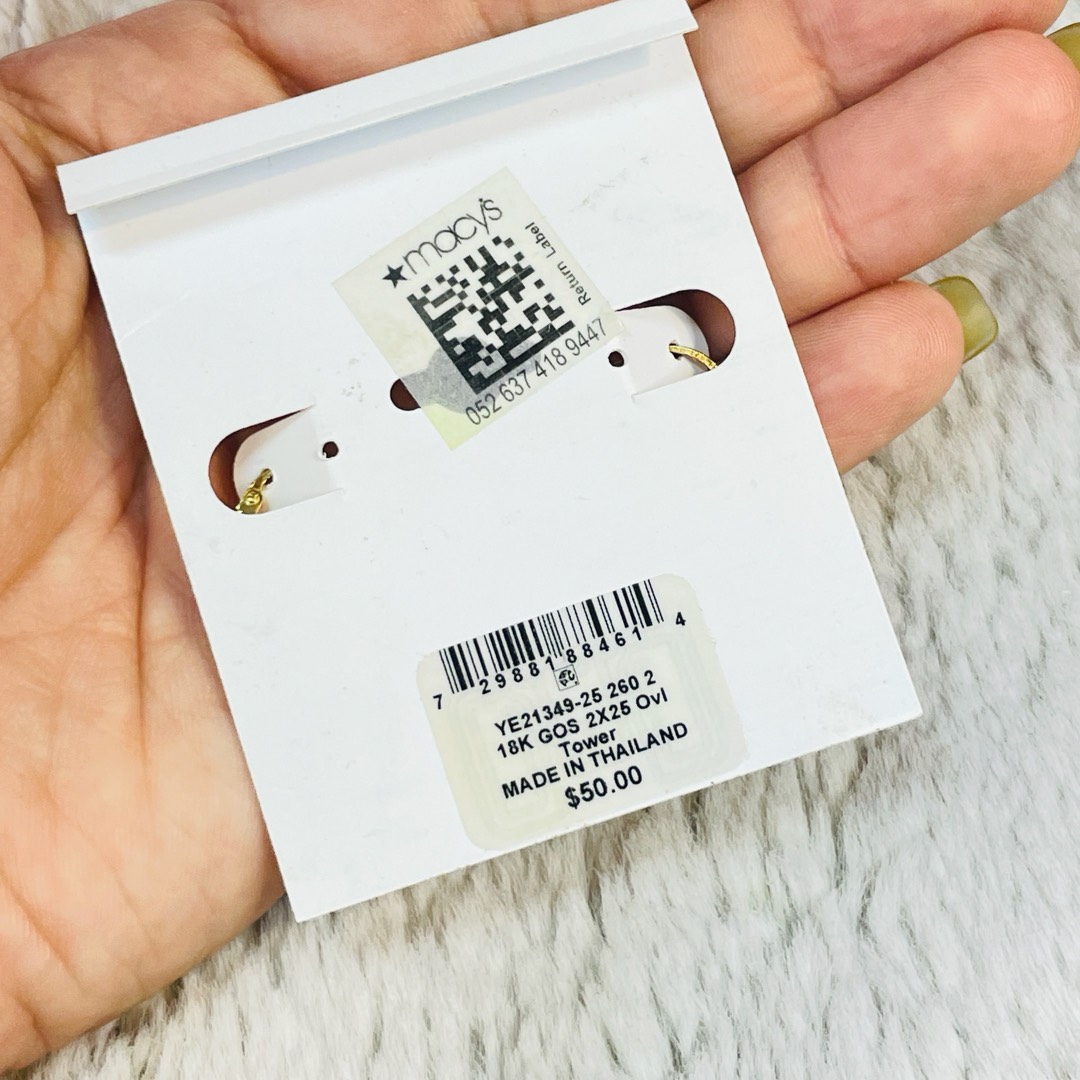 ★macy's
Return Label
052 637 418 9447
7 29881 88461 4
YE21349-25 260 2
18K GOS 2X25 Ovl
Tower
MADE IN THAILAND
$50.00